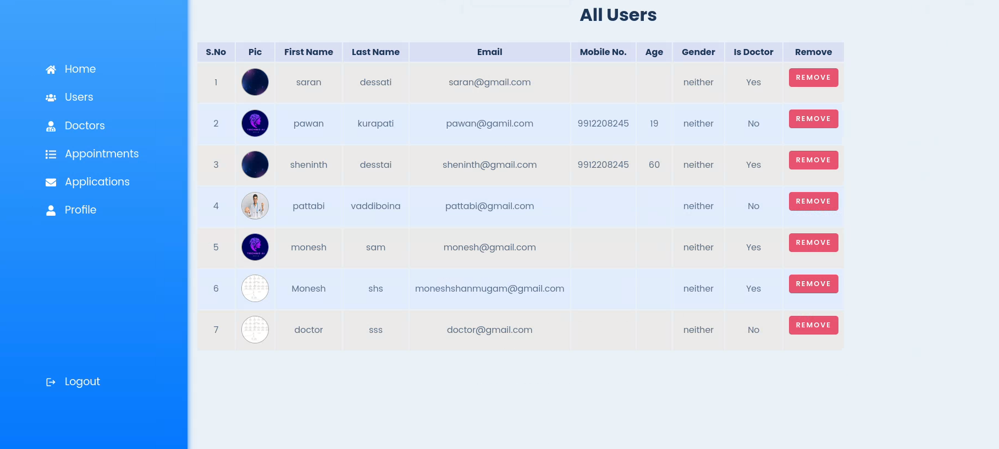 All Users
Home
Users
Doctors
Appointments
Applications
Profile
Logout
S.No Pic First Name Last Name Email Mobile No. Age Gender Is Doctor Remove
1 saran dessati saran@gmail.com neither Yes REMOVE
2 TECHNO AI pawan kurapati pawan@gamil.com 9912208245 19 neither No REMOVE
3 sheninth desstai sheninth@gmail.com 9912208245 60 neither Yes REMOVE
4 pattabi vaddiboina pattabi@gmail.com neither No REMOVE
5 TECHNO AI monesh sam monesh@gmail.com neither Yes REMOVE
6 Monesh shs moneshshanmugam@gmail.com neither Yes REMOVE
7 doctor sss doctor@gmail.com neither No REMOVE